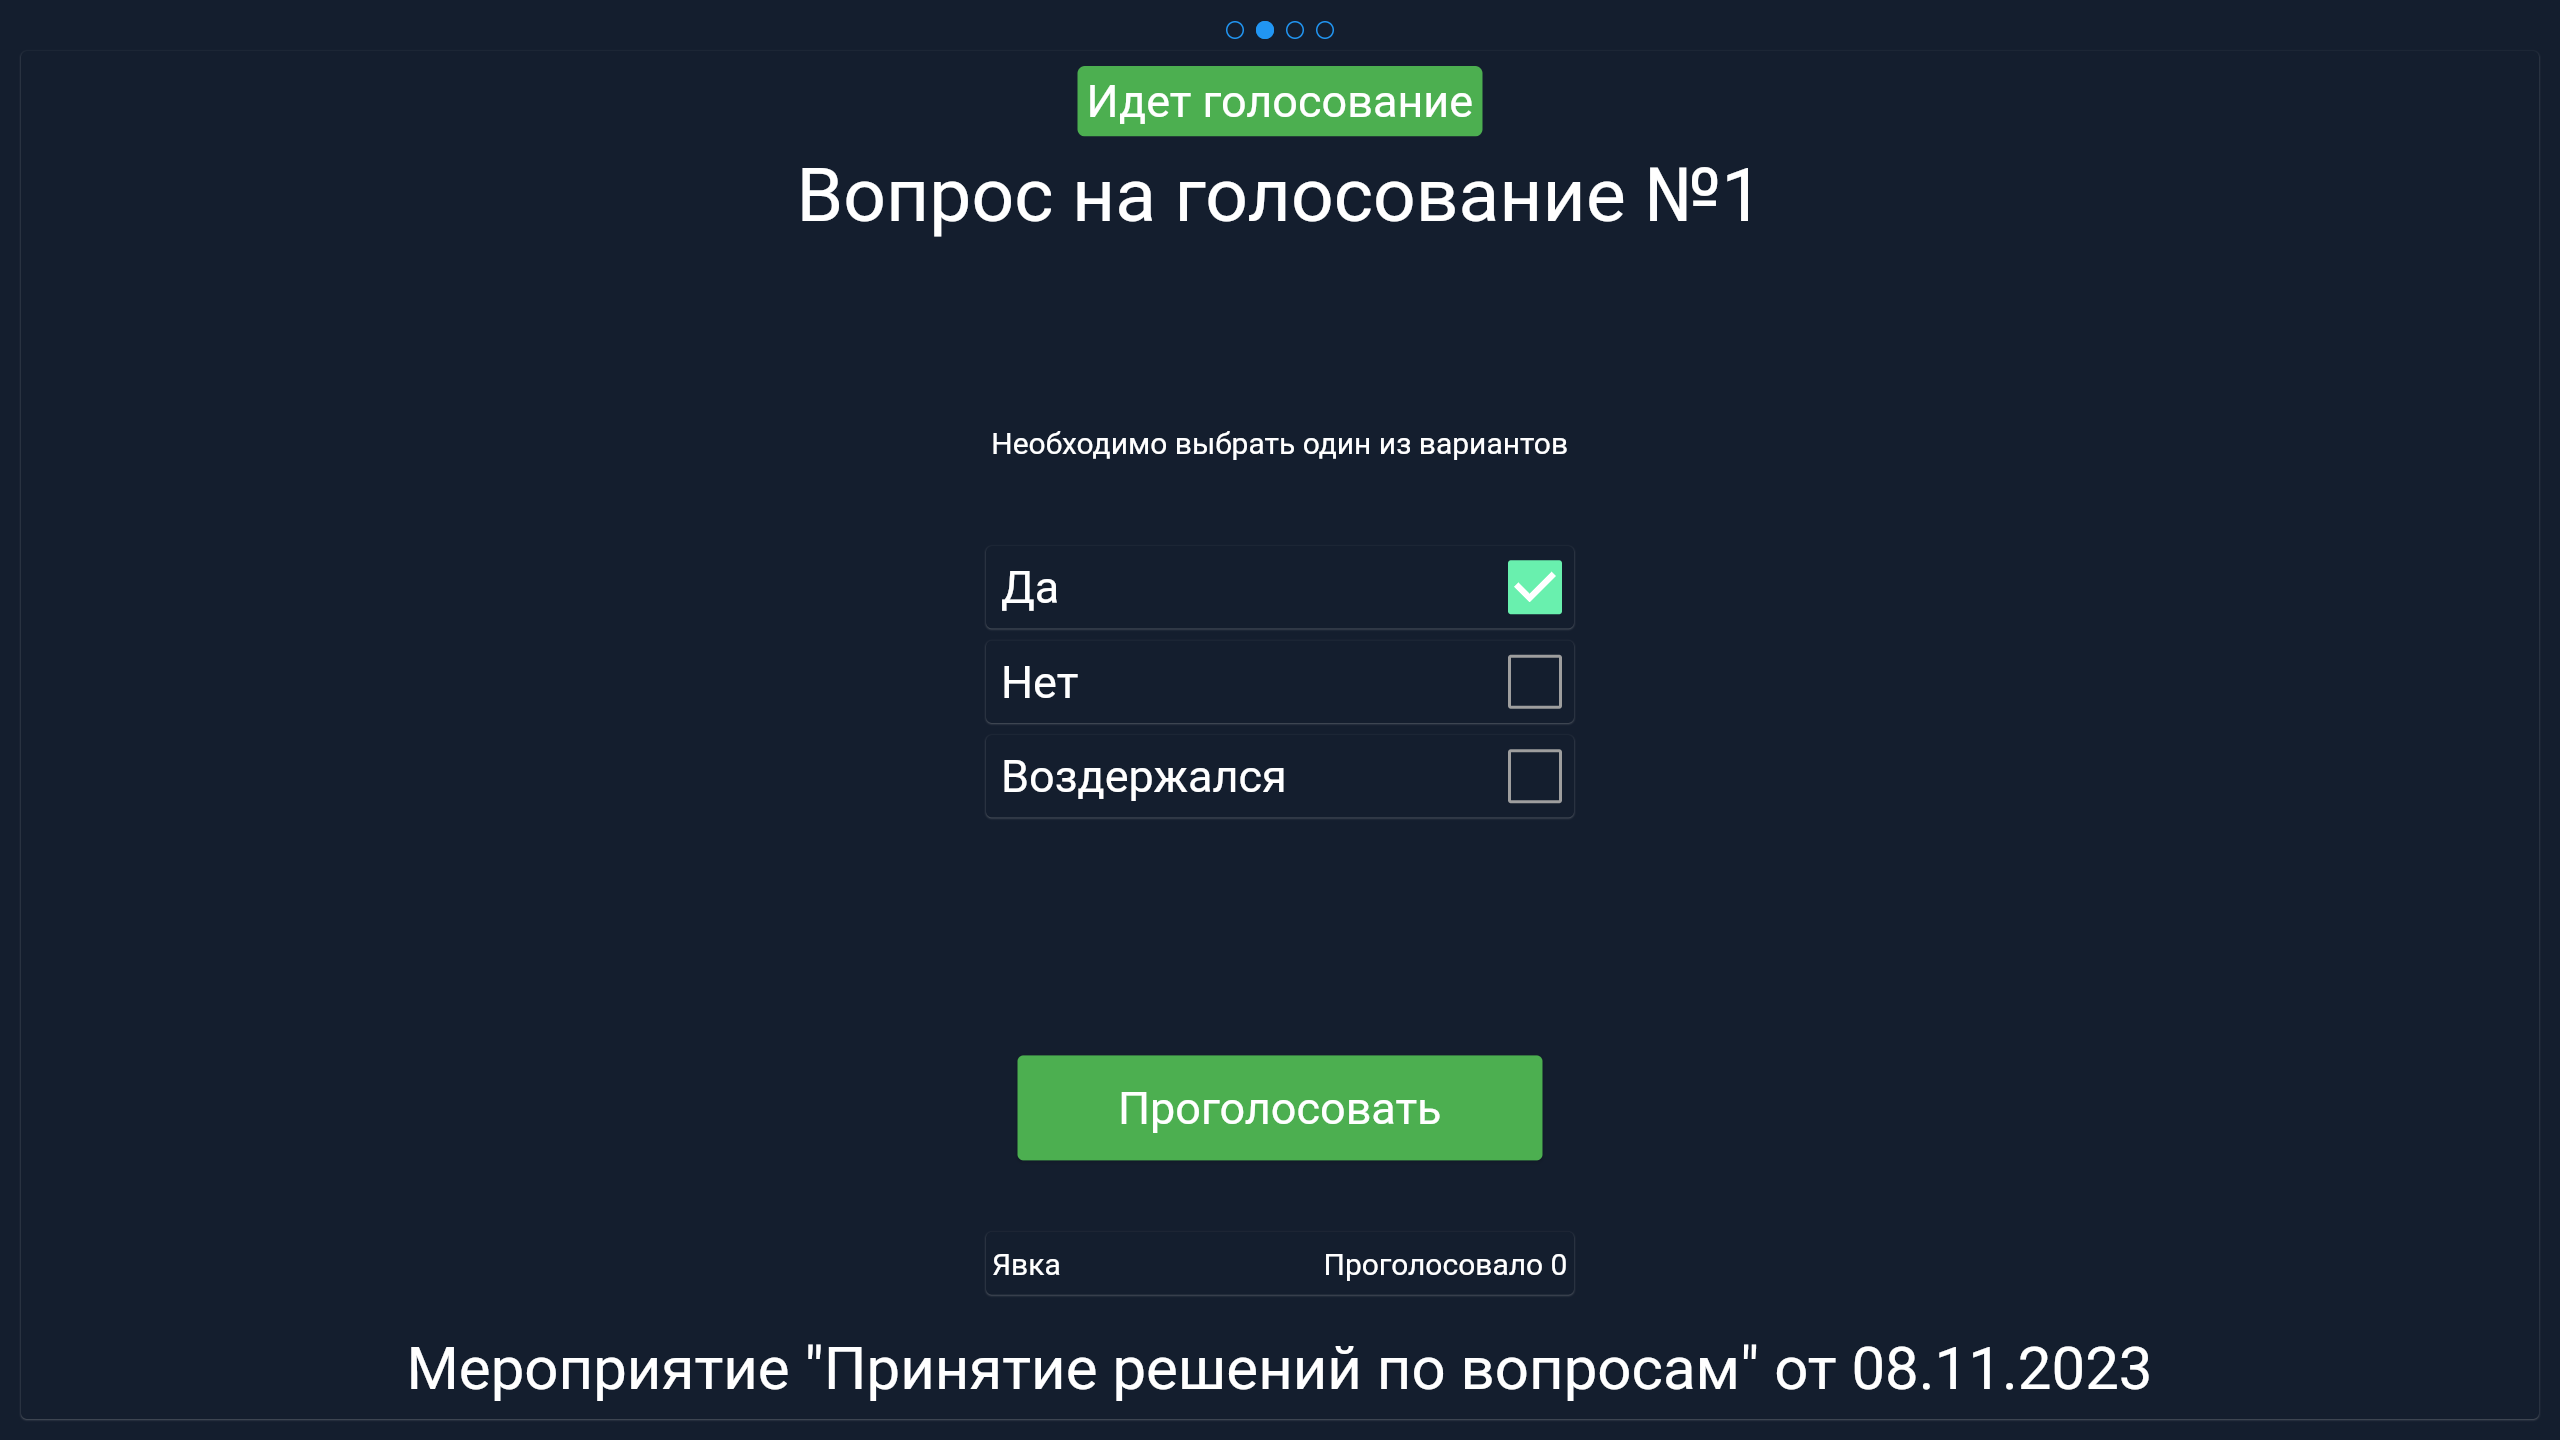 Идет голосование
Вопрос на голосование №1
Необходимо выбрать один из вариантов
Да
Нет
Воздержался
Проголосовать
Явка Проголосовало 0
Мероприятие "Принятие решений по вопросам" от 08.11.2023